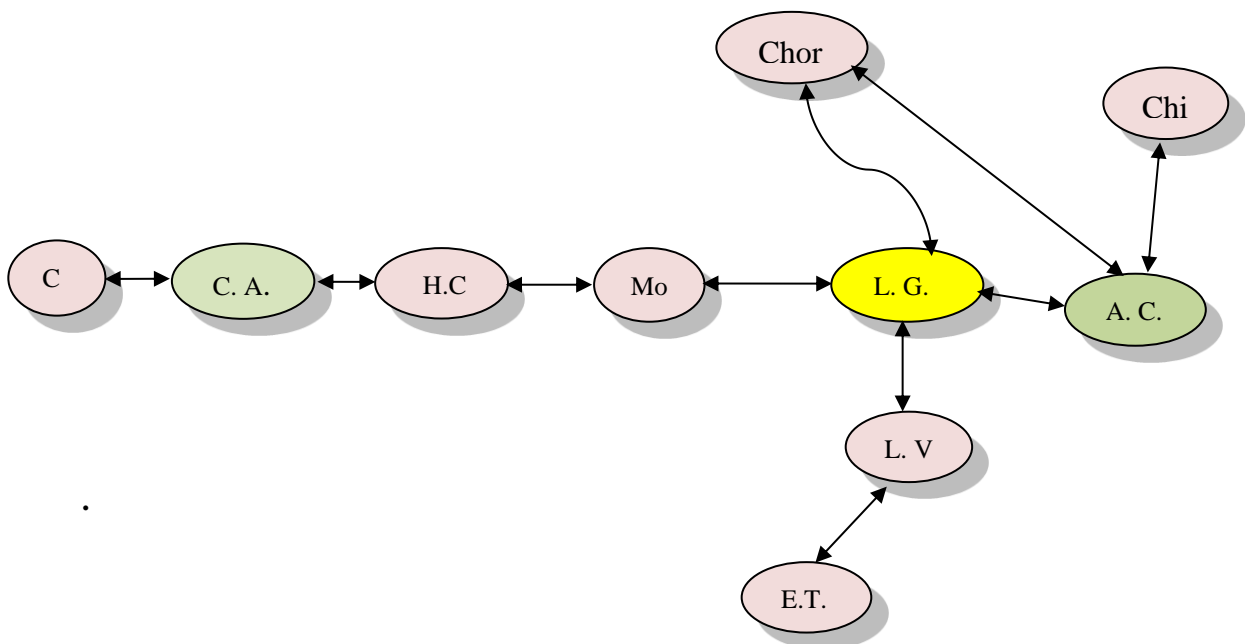 Chor
Chi
C
C. A.
H.C
Mo
L. G.
A. C.
L. V
.
E.T.